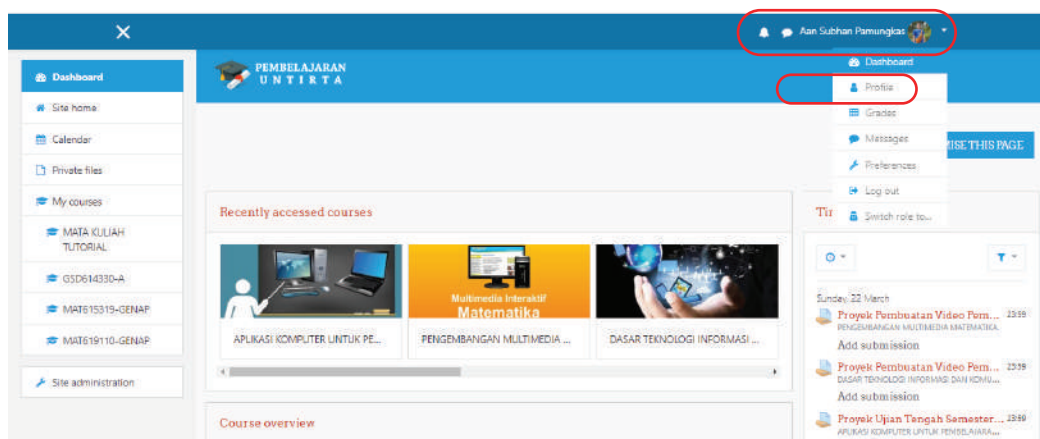 Aan Subhan Pamungkas
Dashboard
Site home
Calendar
Private files
My courses
MATA KULIAH
TUTORIAL
GSD614330-A
MAT615319-GENAP
MAT619110-GENAP
Site administration
PEMBELAJARAN
UNTIRTA
Dashboard
Profile
Grades
Messages
Preferences
Log out
Switch role to...
THIS PAGE
Recently accessed courses
Multimedia Interaktif
Matematika
APLIKASI KOMPUTER UNTUK PE...
PENGEMBANGAN MULTIMEDIA ...
DASAR TEKNOLOGI INFORMASI ...
Course overview
Sunday, 22 March
Proyek Pembuatan Video Pem... 23:59
PENGEMBANGAN MULTIMEDIA MATEMATIKA
Add submission
Proyek Pembuatan Video Pem... 23:59
DASAR TEKNOLOGI INFORMASI DAN KOMU...
Add submission
Proyek Ujian Tengah Semester... 23:59
APLIKASI KOMPUTER UNTUK PEMBELAJARA...